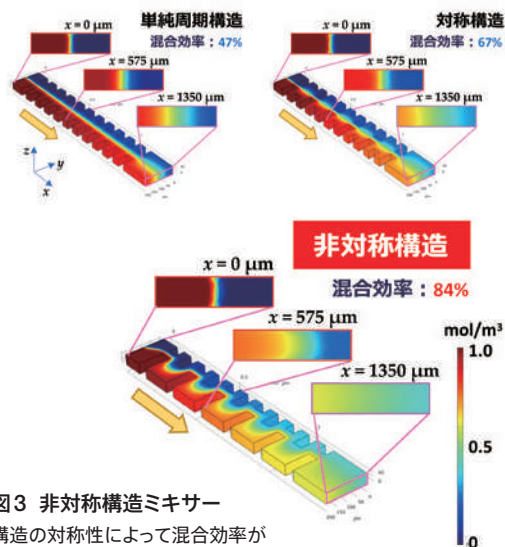 単純周期構造
混合効率：47%
x = 0 μm
x = 575 μm
x = 1350 μm
z
y
x
対称構造
混合効率：67%
x = 0 μm
x = 575 μm
x = 1350 μm
非対称構造
混合効率：84%
x = 0 μm
x = 575 μm
x = 1350 μm
mol/m³
1.0
0.5
0
図3 非対称構造ミキサー
構造の対称性によって混合効率が